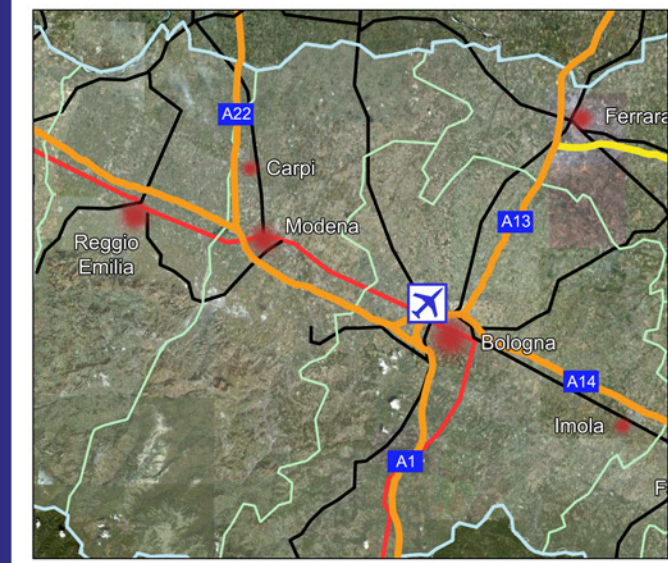 A22
Ferrara
Carpi
A13
Modena
Reggio
Emilia
Bologna
A14
Imola
A1
F